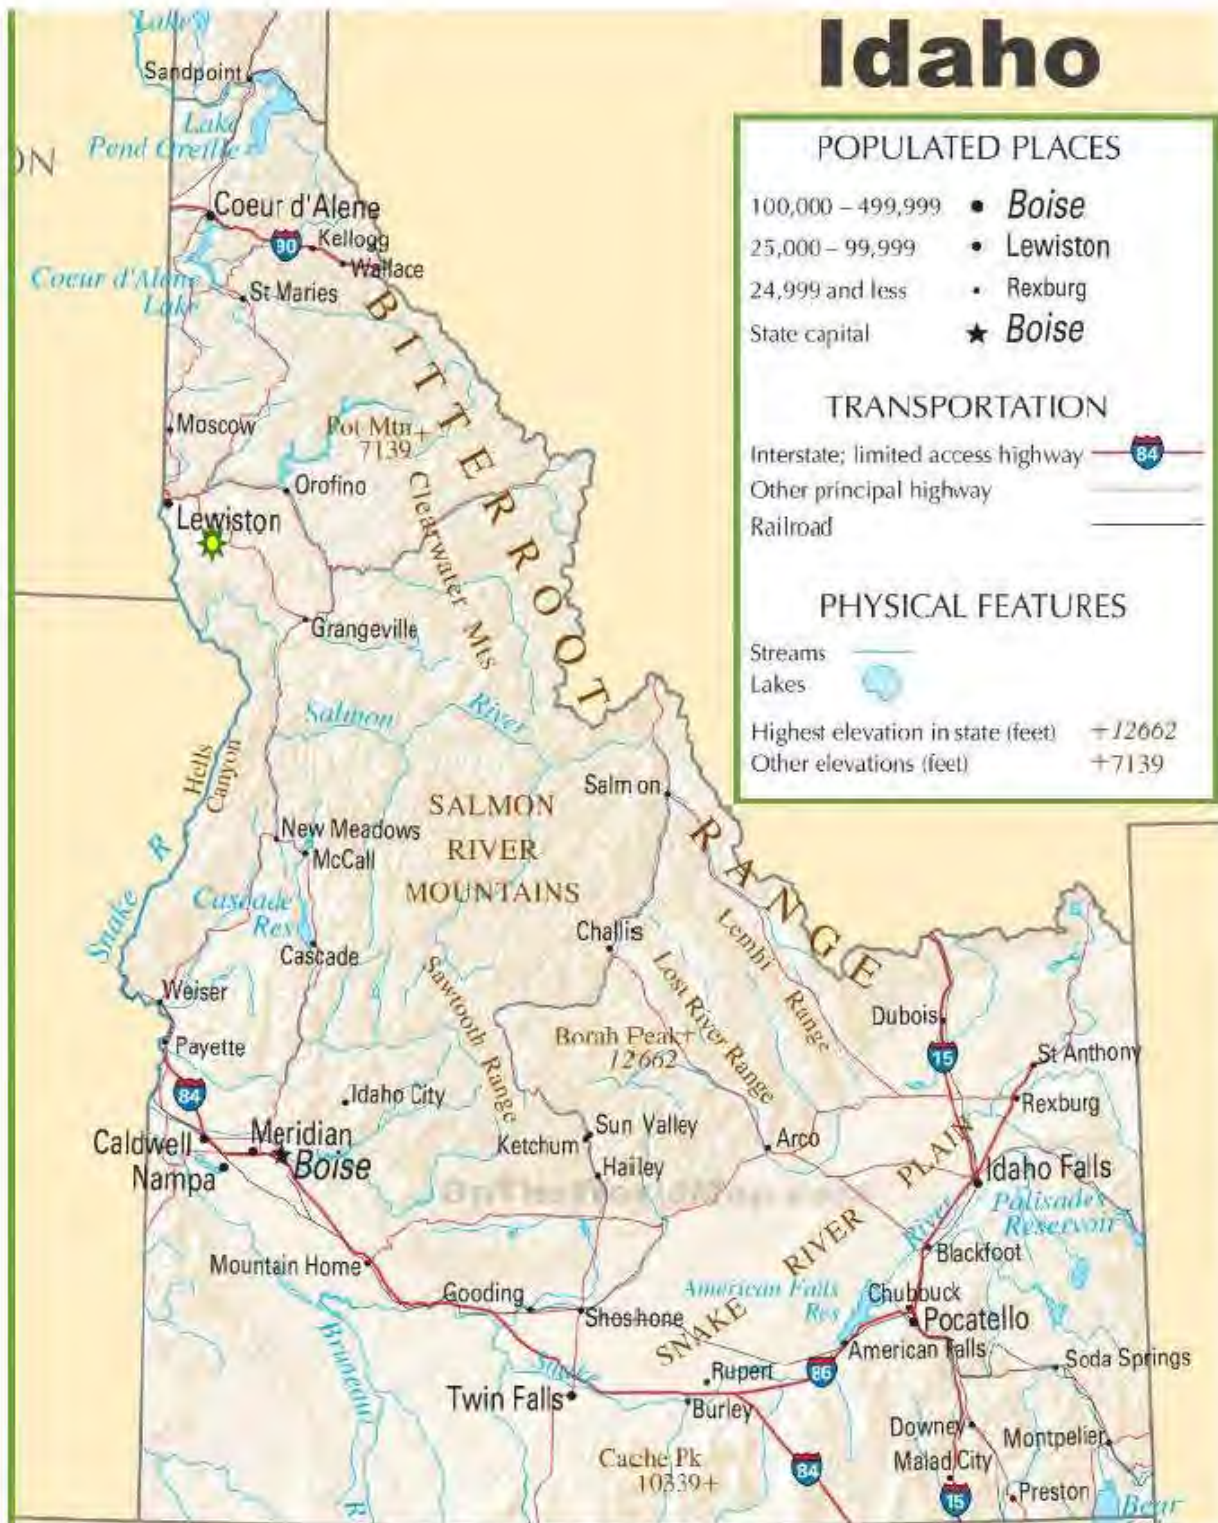 Idaho
POPULATED PLACES
100,000 – 499,999 Boise
25,000 – 99,999 Lewiston
24,999 and less Rexburg
State capital Boise
TRANSPORTATION
Interstate; limited access highway 84
Other principal highway
Railroad
PHYSICAL FEATURES
Streams
Lakes
Highest elevation in state (feet) +12662
Other elevations (feet) +7139
Lake
Sandpoint
Lake
Pend Oreille
ON
Coeur d'Alene
90
Kellogg
Wallace
Coeur d'Alene
Lake
St Maries
BITTERROOT
Moscow
Pot Mtn +
7139
Orofino
Lewiston
Clearwater Mts
Grangeville
Salmon River
Hells
Canyon
Salmon
SALMON
RIVER
MOUNTAINS
RANGE
New Meadows
McCall
Snake R
Cascade
Res
Cascade
Challis
Lembi Range
Lost River Range
Sawtooth Range
Weiser
Payette
Borah Peak+
12662
Dubois
15
St Anthony
84
Idaho City
Rexburg
Caldwell
Meridian
Boise
Nampa
Sun Valley
Ketchum
Hailey
Arco
SNAKE RIVER PLAIN
Idaho Falls
River
Palisades
Reservoir
Blackfoot
Mountain Home
Gooding
Shoshone
American Falls
Res
Chubbuck
Pocatello
American Falls
86
Soda Springs
Bruneau
Snake
Rupert
Twin Falls
Burley
Downey
Montpelier
Malad City
Cache Pk
10339+
84
15
Preston
R
Bear